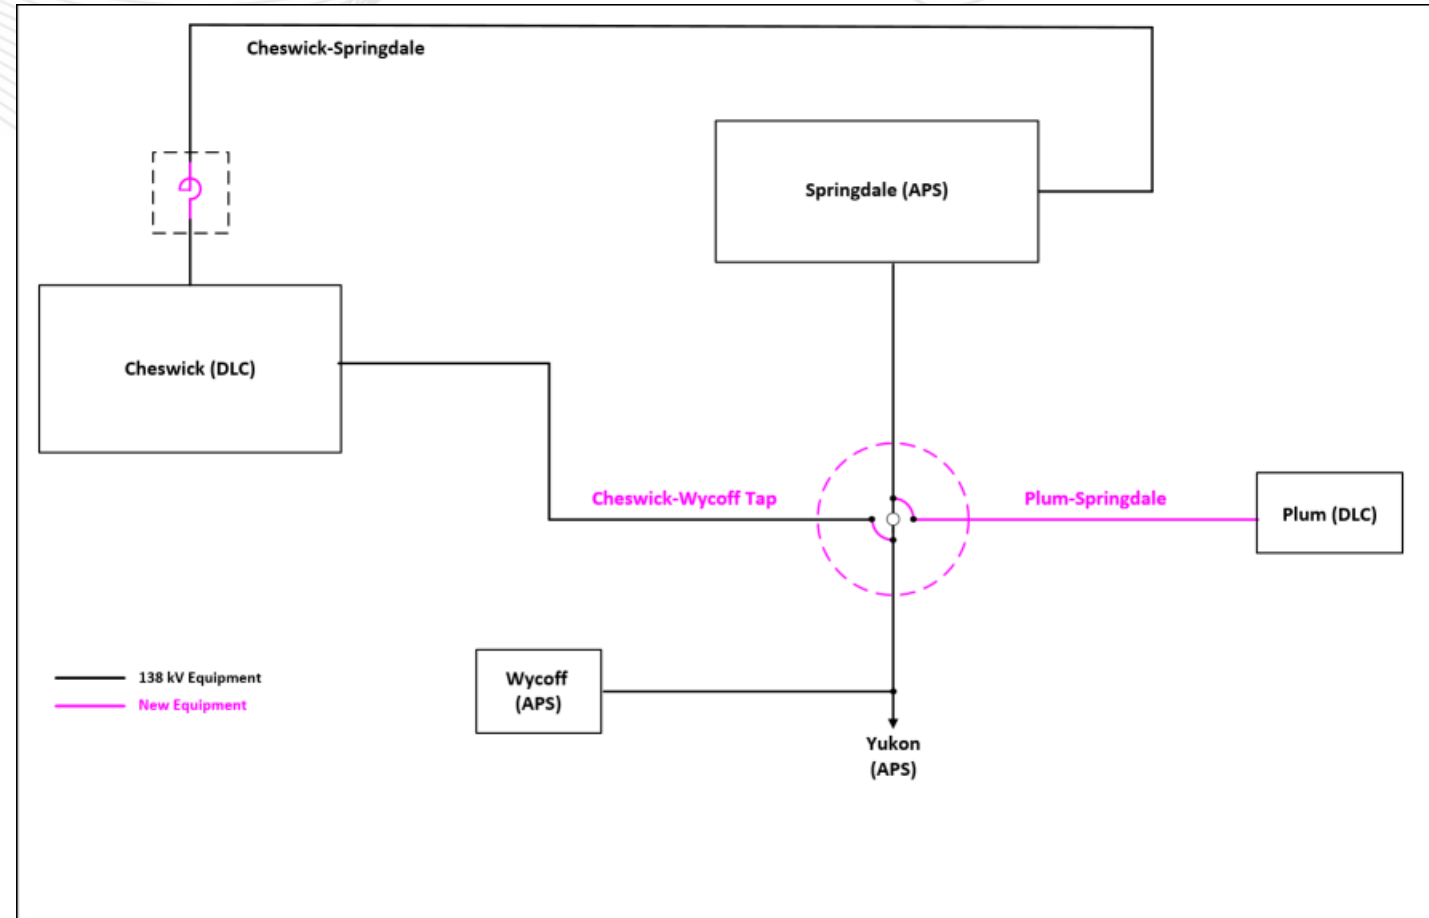 Cheswick-Springdale
Springdale (APS)
Cheswick (DLC)
Cheswick-Wycoff Tap
Plum-Springdale
Plum (DLC)
Wycoff
(APS)
138 kV Equipment
New Equipment
Yukon
(APS)